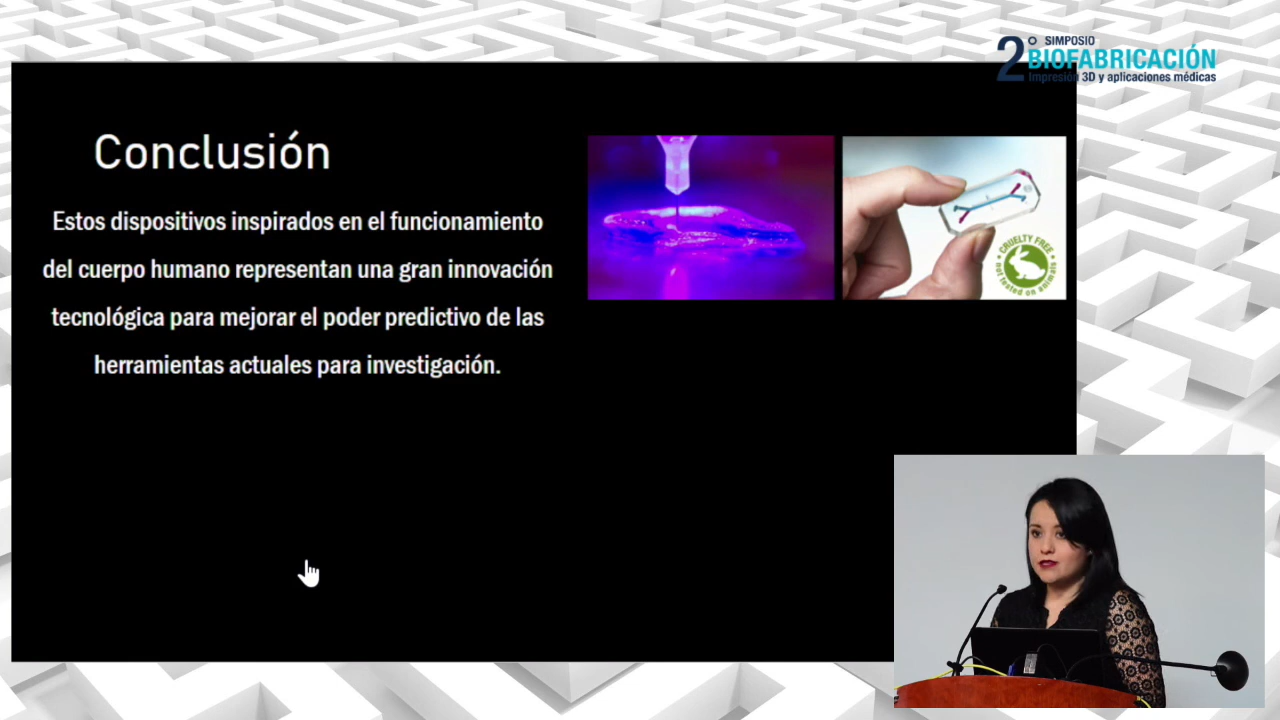 2° SIMPOSIO
BIOFABRICACIÓN
Impresión 3D y aplicaciones médicas
Conclusión
Estos dispositivos inspirados en el funcionamiento
del cuerpo humano representan una gran innovación
tecnológica para mejorar el poder predictivo de las
herramientas actuales para investigación.
CRUELTY FREE
not tested on animals